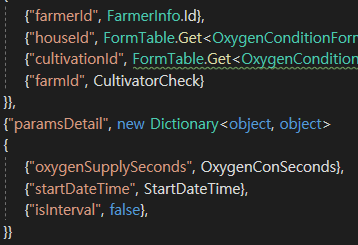 {"farmerId", FarmerInfo.Id},
{"houseId", FormTable.Get<OxygenConditionForm
{"cultivationId", FormTable.Get<OxygenCondition
{"farmId", CultivatorCheck}
}},
{"paramsDetail", new Dictionary<object, object>
{
{"oxygenSupplySeconds", OxygenConSeconds},
{"startDateTime", StartDateTime},
{"isInterval", false},
}}